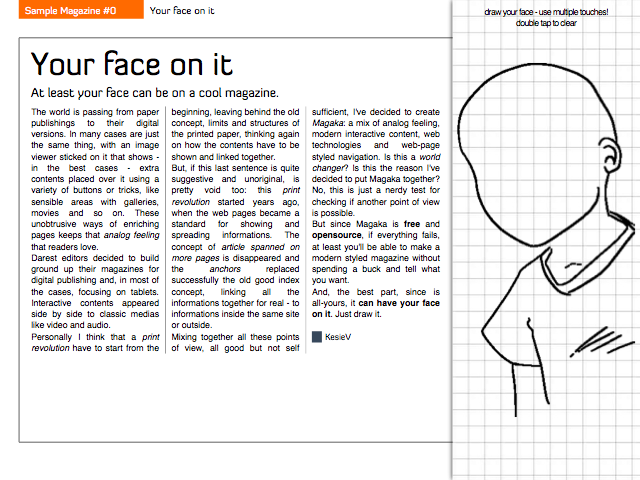 Sample Magazine #0
Your face on it
draw your face - use multiple touches!
double tap to clear
Your face on it
At least your face can be on a cool magazine.
The world is passing from paper
publishings to their digital
versions. In many cases are just
the same thing, with an image
viewer sticked on it that shows -
in the best cases - extra
contents placed over it using a
variety of buttons or tricks, like
sensible areas with galleries,
movies and so on. These
unobtrusive ways of enriching
pages keeps that analog feeling
that readers love.
Darest editors decided to build
ground up their magazines for
digital publishing and, in most of
the cases, focusing on tablets.
Interactive contents appeared
side by side to classic medias
like video and audio.
Personally I think that a print
revolution have to start from the
beginning, leaving behind the old
concept, limits and structures of
the printed paper, thinking again
on how the contents have to be
shown and linked together.
But, if this last sentence is quite
suggestive and unoriginal, is
pretty void too: this print
revolution started years ago,
when the web pages became a
standard for showing and
spreading informations. The
concept of article spanned on
more pages is disappeared and
the anchors replaced
successfully the old good index
concept, linking all the
informations together for real - to
informations inside the same site
or outside.
Mixing together all these points
of view, all good but not self
sufficient, I've decided to create
Magaka: a mix of analog feeling,
modern interactive content, web
technologies and web-page
styled navigation. Is this a world
changer? Is this the reason I've
decided to put Magaka together?
No, this is just a nerdy test for
checking if another point of view
is possible.
But since Magaka is free and
opensource, if everything fails,
at least you'll be able to make a
modern styled magazine without
spending a buck and tell what
you want.
And, the best part, since is
all-yours, it can have your face
on it. Just draw it.
KesieV